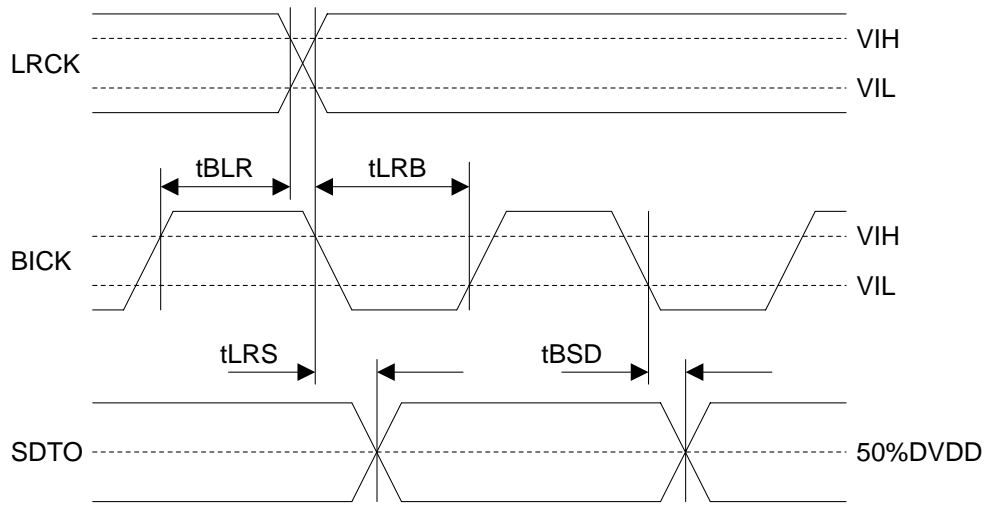 LRCK
VIH
VIL
tBLR
tLRB
BICK
VIH
VIL
tLRS
tBSD
SDTO
50%DVDD